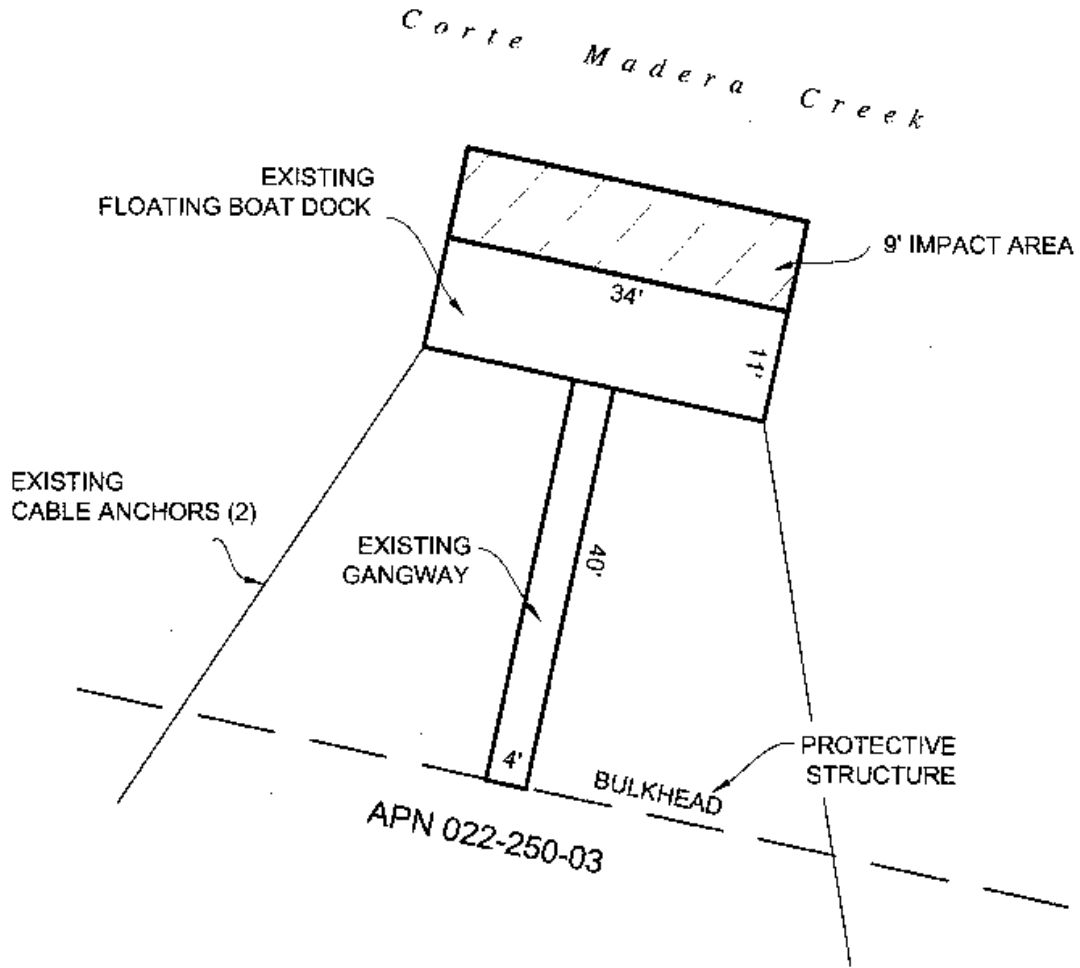 Corte Madera Creek
EXISTING
FLOATING BOAT DOCK
9' IMPACT AREA
34'
11'
EXISTING
CABLE ANCHORS (2)
EXISTING
GANGWAY
40'
4'
PROTECTIVE
STRUCTURE
BULKHEAD
APN 022-250-03